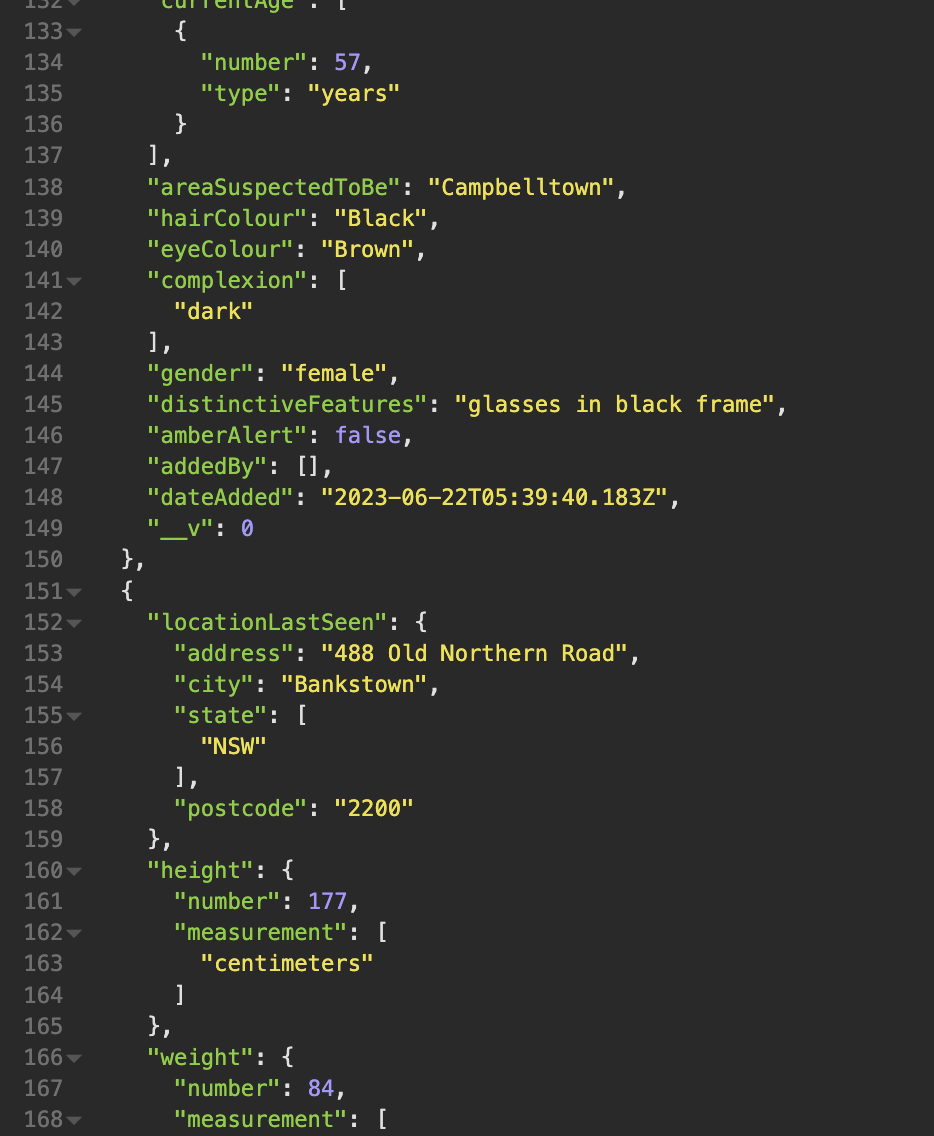 132 "currentAge": [
133 {
134 "number": 57,
135 "type": "years"
136 }
137 ],
138 "areaSuspectedToBe": "Campbelltown",
139 "hairColour": "Black",
140 "eyeColour": "Brown",
141 "complexion": [
142 "dark"
143 ],
144 "gender": "female",
145 "distinctiveFeatures": "glasses in black frame",
146 "amberAlert": false,
147 "addedBy": [],
148 "dateAdded": "2023-06-22T05:39:40.183Z",
149 "__v": 0
150 },
151 {
152 "locationLastSeen": {
153 "address": "488 Old Northern Road",
154 "city": "Bankstown",
155 "state": [
156 "NSW"
157 ],
158 "postcode": "2200"
159 },
160 "height": {
161 "number": 177,
162 "measurement": [
163 "centimeters"
164 ]
165 },
166 "weight": {
167 "number": 84,
168 "measurement": [